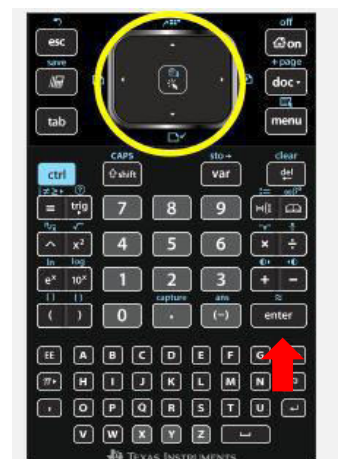 off
esc on
save +page
doc
tab menu
CAPS sto→ clear
ctrl ⇧shift var del
= trig 7 8 9
^ x² 4 5 6 × ÷
ln log
eˣ 10ˣ 1 2 3 + −
[ ] { } capture ans ≈
( ) 0 . (−) enter
EE A B C D E F G
π▸ H I J K L M N
, O P Q R S T U ↵
V W X Y Z
TEXAS INSTRUMENTS